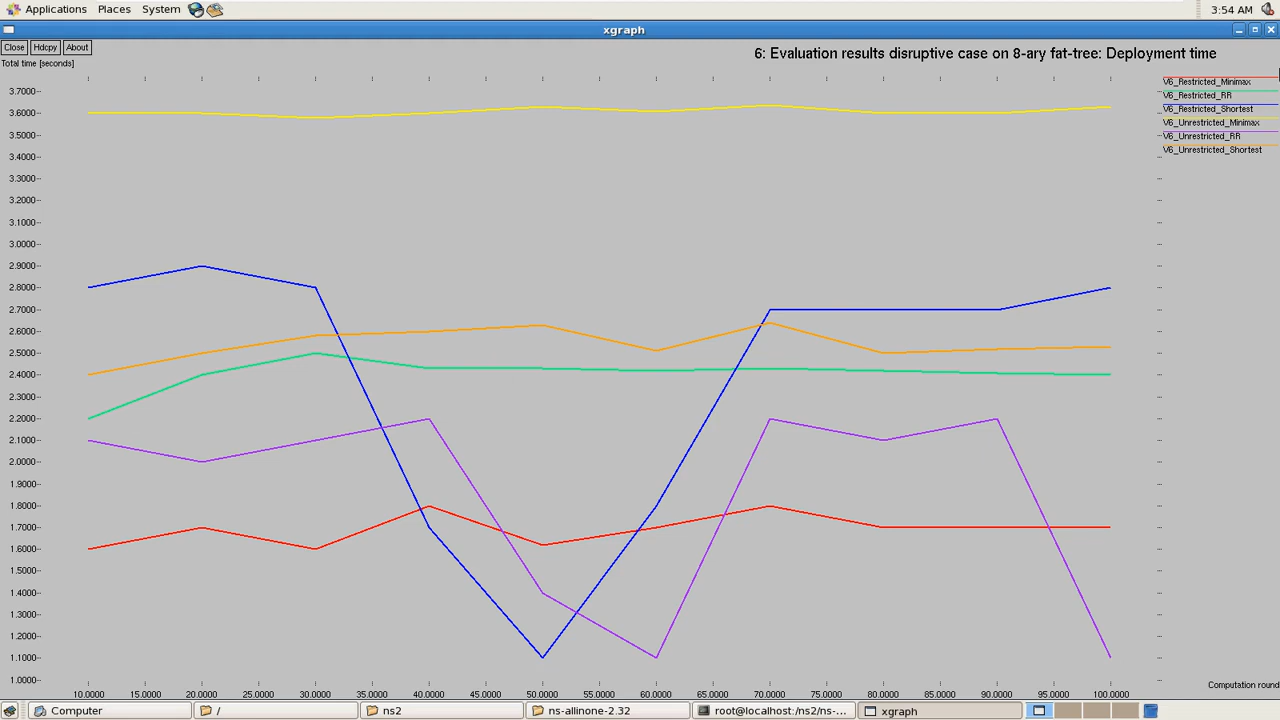 Applications Places System 3:54 AM
xgraph
Close Hdcpy About
6: Evaluation results disruptive case on 8-ary fat-tree: Deployment time
Total time [seconds]
V6_Restricted_Minimax
V6_Restricted_RR
V6_Restricted_Shortest
V6_Unrestricted_Minimax
V6_Unrestricted_RR
V6_Unrestricted_Shortest
3.7000
3.6000
3.5000
3.4000
3.3000
3.2000
3.1000
3.0000
2.9000
2.8000
2.7000
2.6000
2.5000
2.4000
2.3000
2.2000
2.1000
2.0000
1.9000
1.8000
1.7000
1.6000
1.5000
1.4000
1.3000
1.2000
1.1000
1.0000
Computation round
10.0000 15.0000 20.0000 25.0000 30.0000 35.0000 40.0000 45.0000 50.0000 55.0000 60.0000 65.0000 70.0000 75.0000 80.0000 85.0000 90.0000 95.0000 100.0000
Computer / ns2 ns-allinone-2.32 root@localhost:/ns2/ns-... xgraph